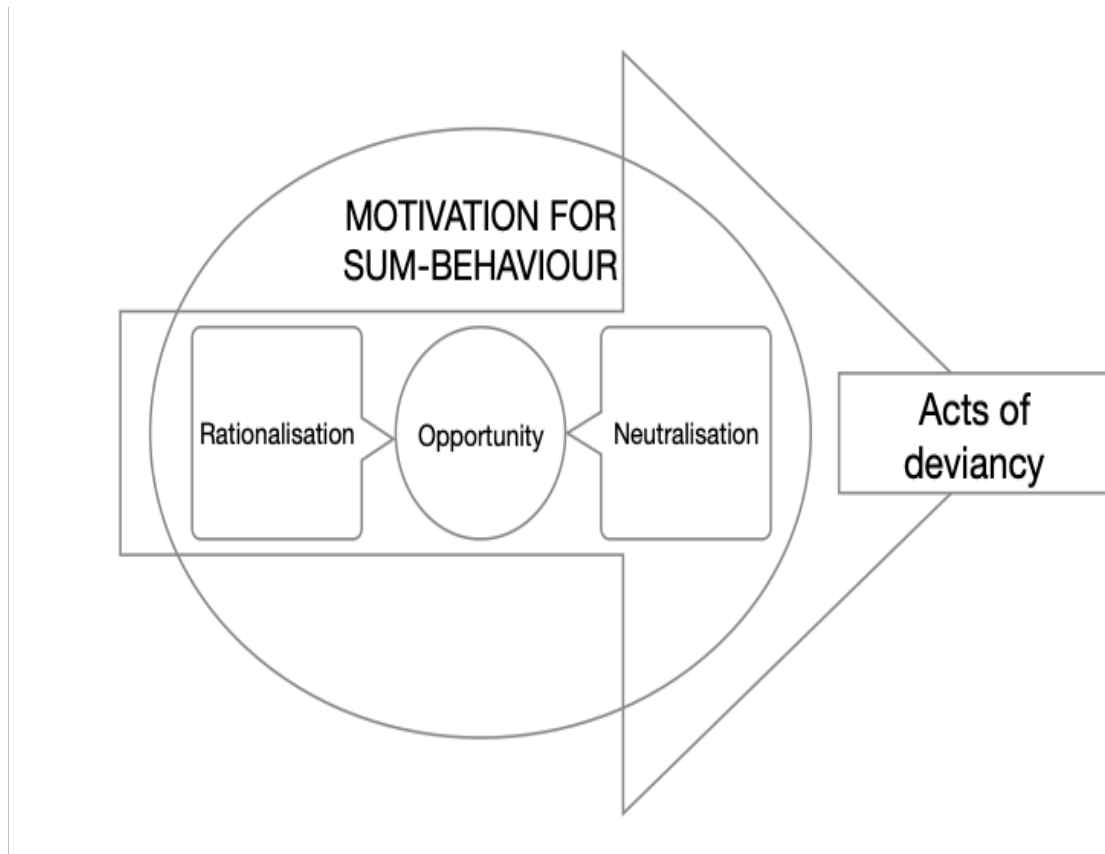 MOTIVATION FOR
SUM-BEHAVIOUR
Rationalisation
Opportunity
Neutralisation
Acts of
deviancy